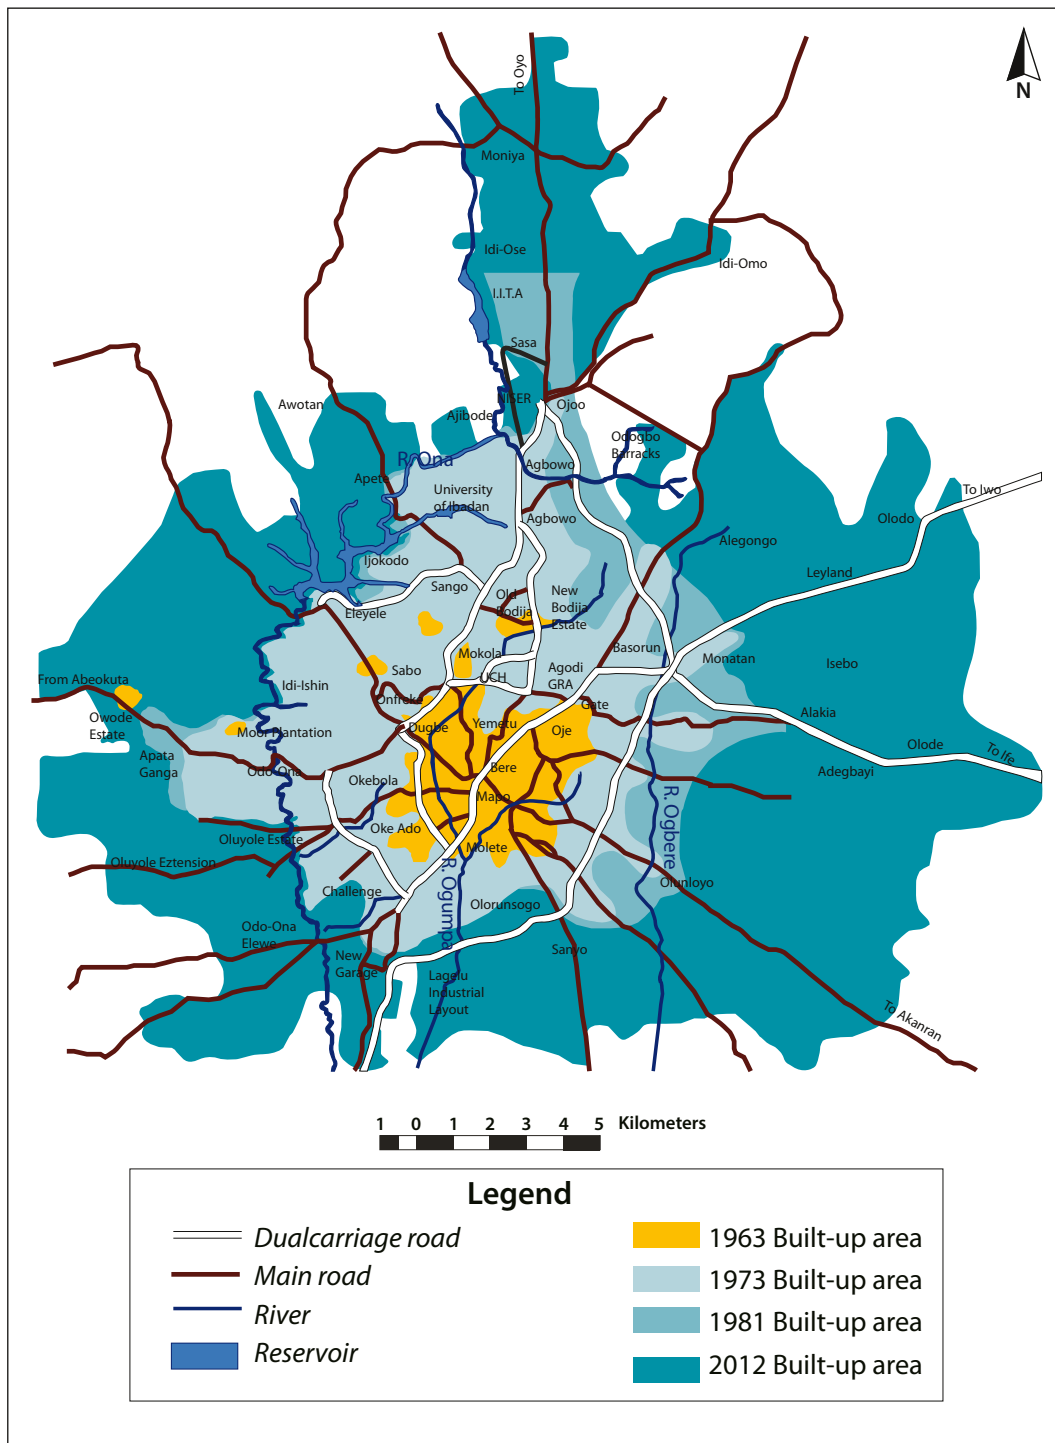 N
To Oyo
Moniya
Idi-Ose
Idi-Omo
I.I.T.A
Sasa
NISER
Ojoo
Awotan
Ajibode
Odogbo
Barracks
R. Ona
Agbowo
Apete
University
of Ibadan
To Iwo
Olodo
Agbowo
Alegongo
Ijokodo
Leyland
Sango
Old
Bodija
New
Bodija
Estate
Eleyele
Basorun
Mokola
Monatan
Isebo
Sabo
UCH
Agodi
GRA
From Abeokuta
Idi-Ishin
Onfreke
Gate
Owode
Estate
Moor Plantation
Dugbe
Yemetu
Oje
Alakia
Olode
To Ife
Apata
Ganga
Odo-Ona
Okebola
Bere
Adegbayi
Mapo
R. Ogbere
Oke Ado
Oluyole Estate
Molete
Oluyole Eztension
R. Ogumpa
Olunloyo
Challenge
Olorunsogo
Odo-Ona
Elewe
New
Garage
Sanyo
Lagelu
Industrial
Layout
To Akanran
1 0 1 2 3 4 5 Kilometers
Legend
Dualcarriage road
Main road
River
Reservoir
1963 Built-up area
1973 Built-up area
1981 Built-up area
2012 Built-up area